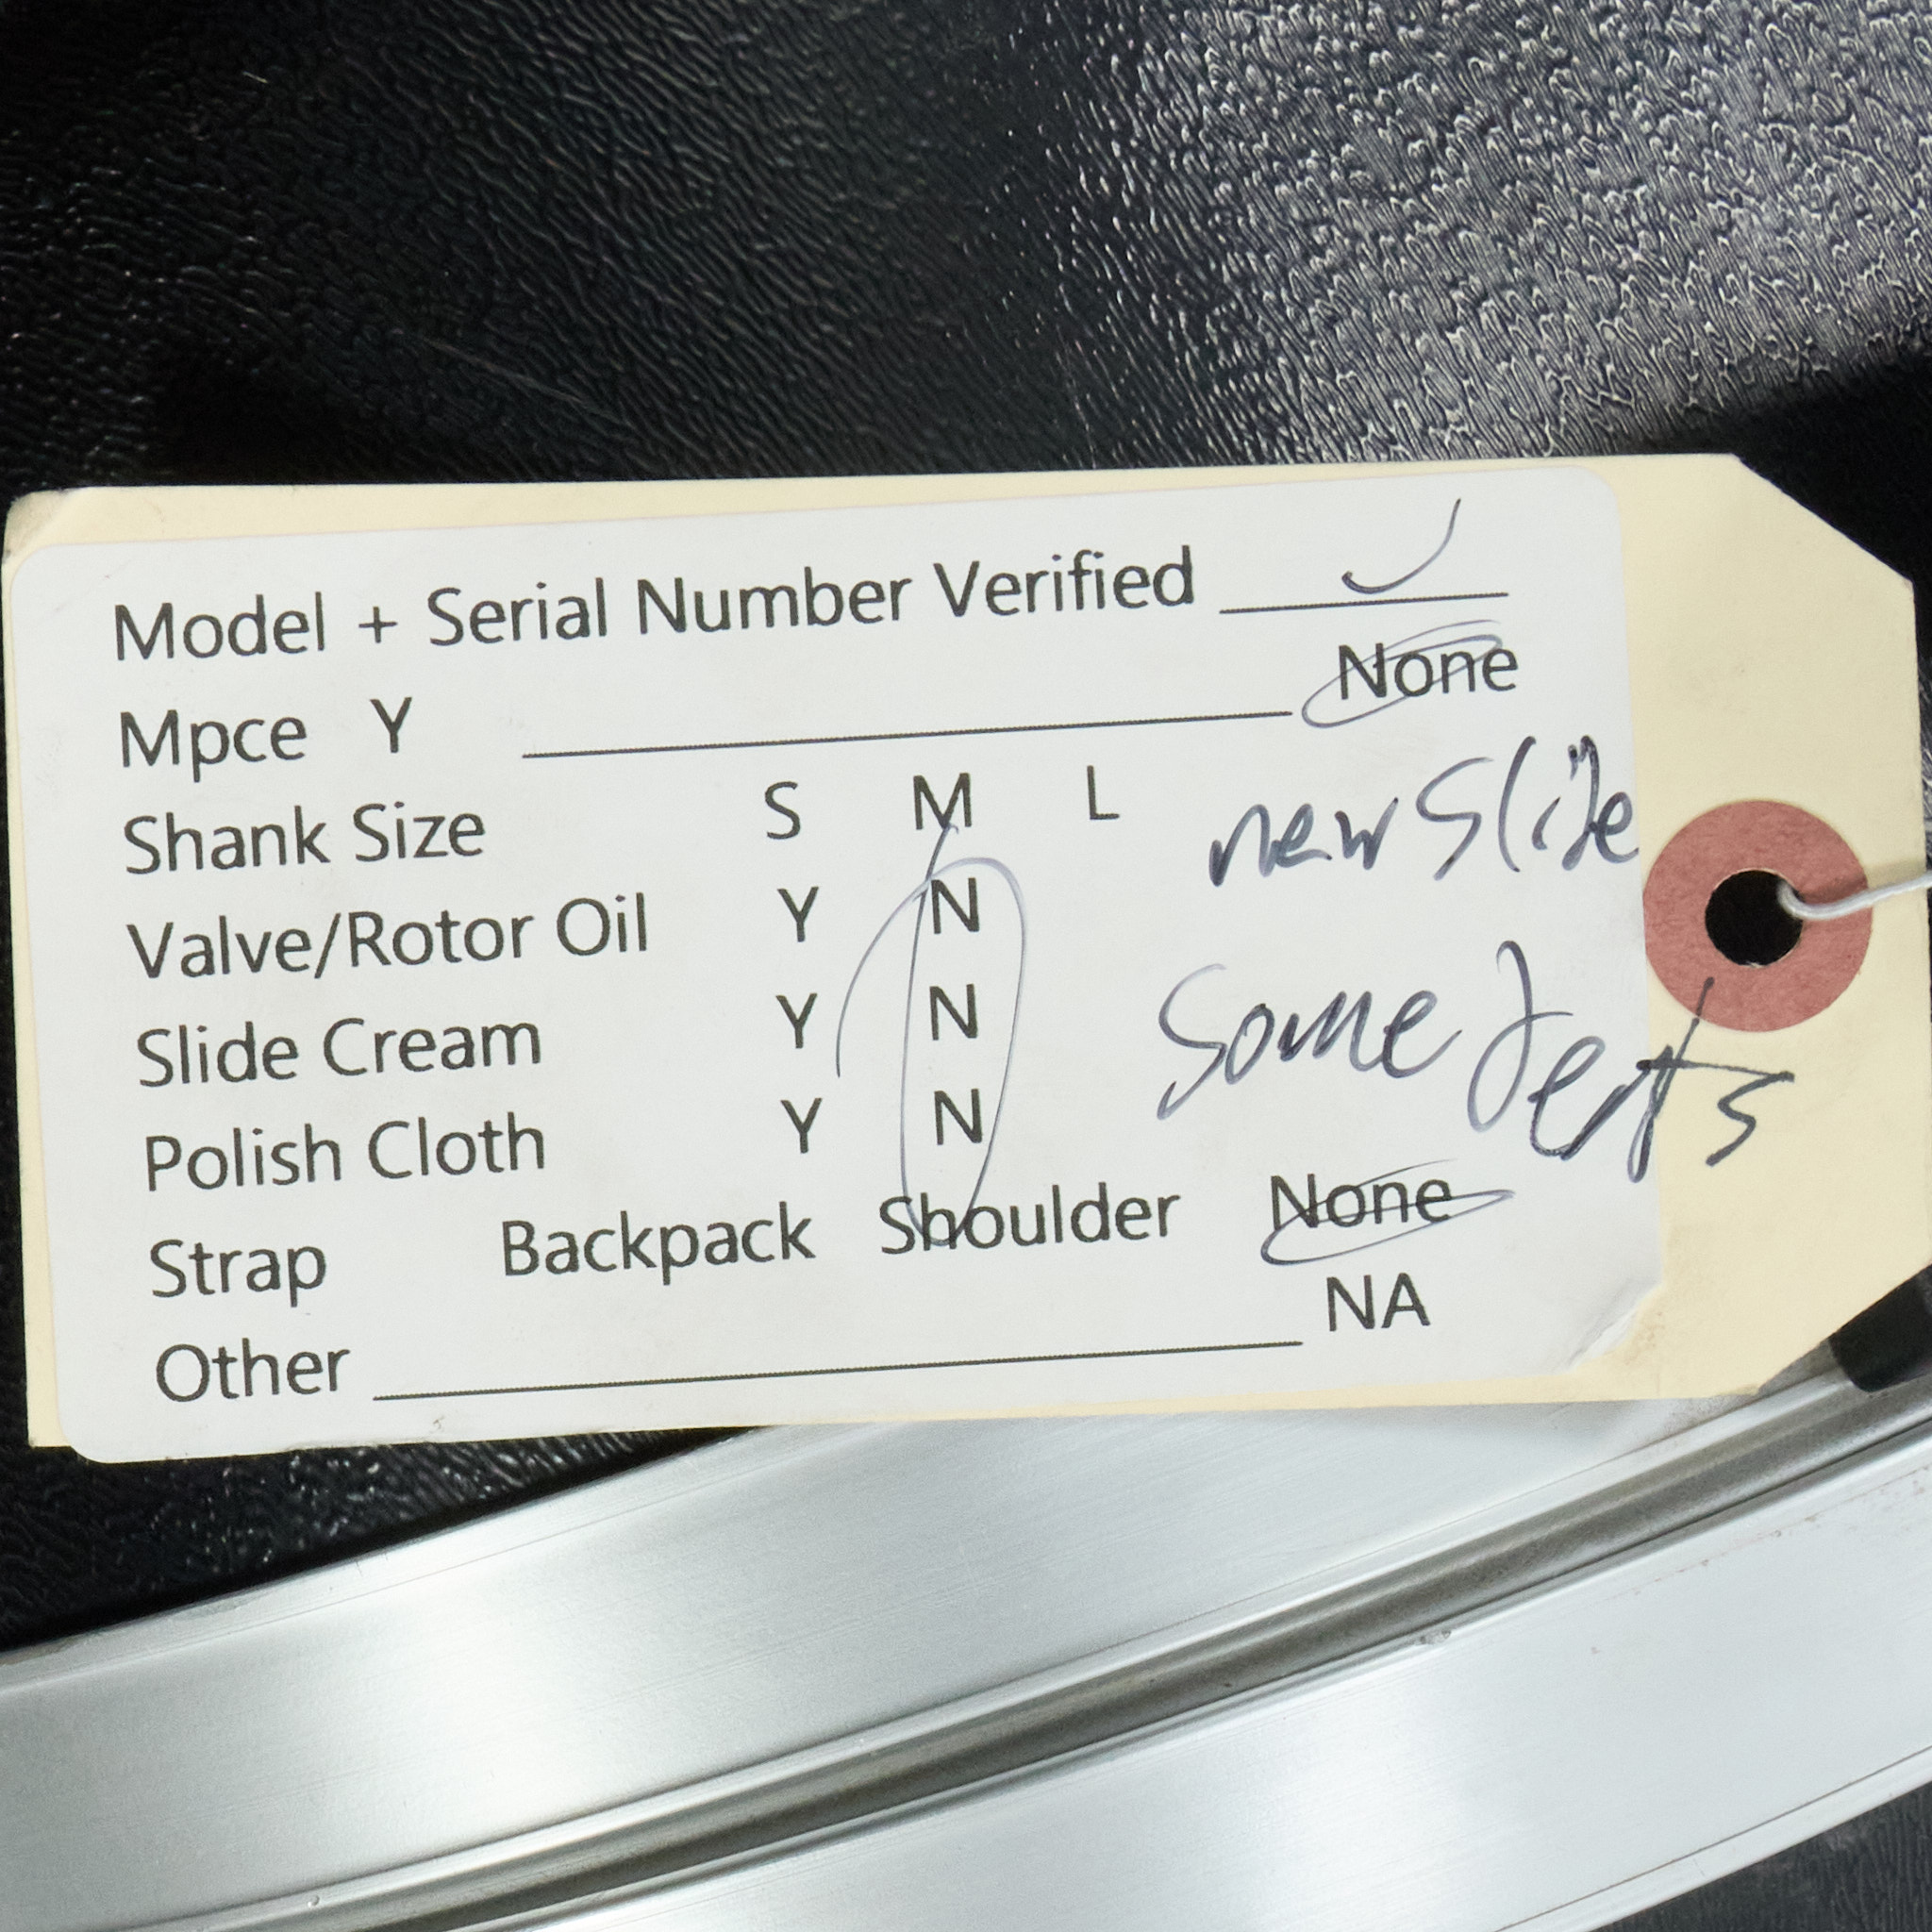 Model + Serial Number Verified ✓
Mpce Y None
Shank Size S M L
new slide
Valve/Rotor Oil Y N
Slide Cream Y N
some dents
Polish Cloth Y N
Strap Backpack Shoulder None
Other NA